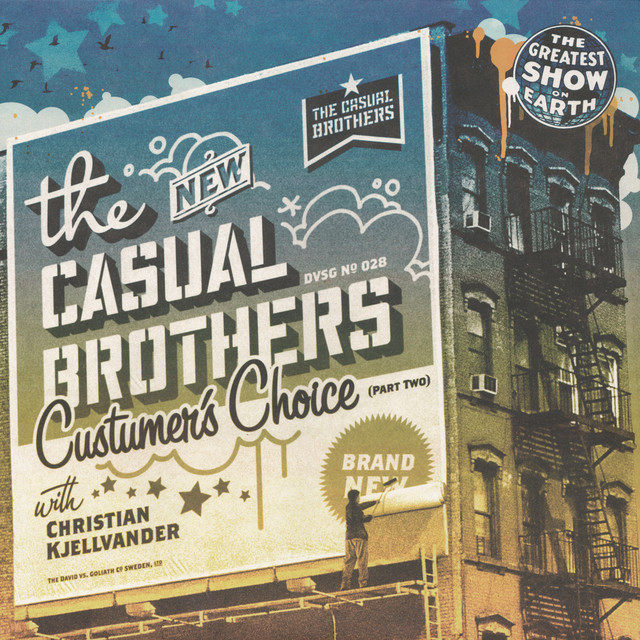 THE
GREATEST
SHOW
ON
EARTH
THE CASUAL
BROTHERS
the
NEW
CASUAL
DVSG Nº 028
BROTHERS
Custumer's Choice (PART TWO)
BRAND
NEW
with
CHRISTIAN
KJELLVANDER
THE DAVID VS. GOLIATH Cº SWEDEN, LTD